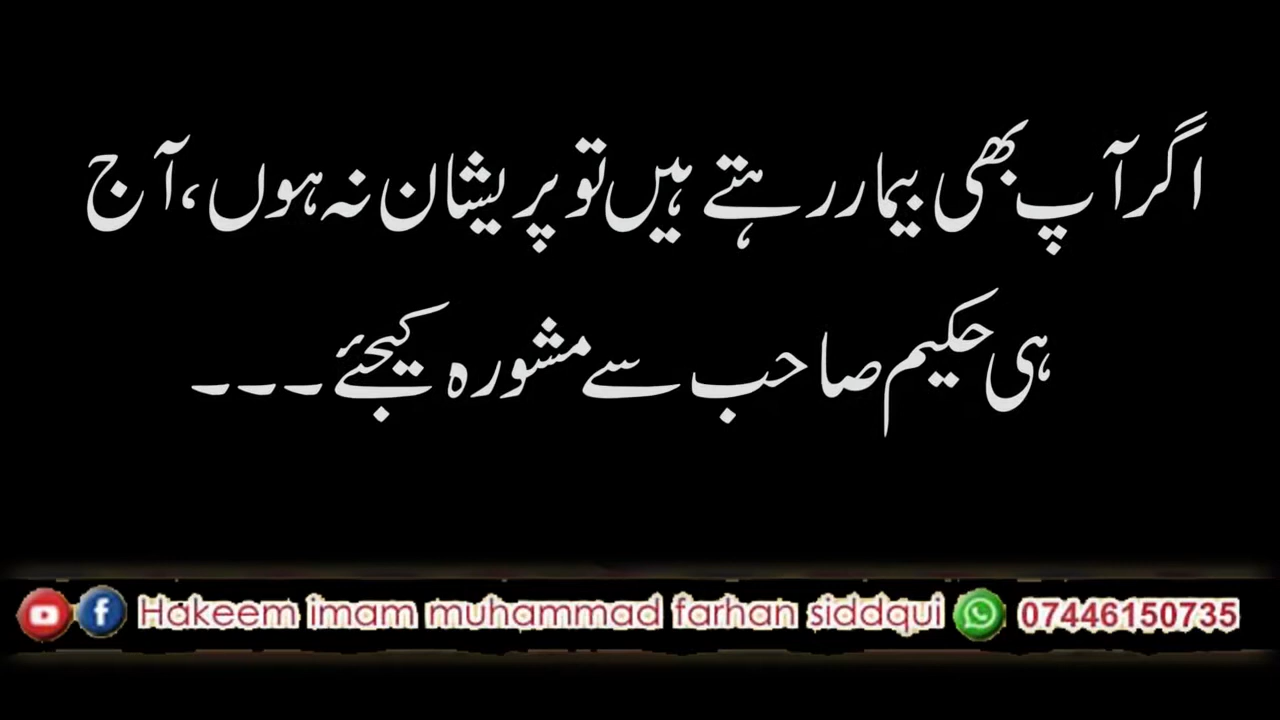 اگر آپ بھی بیمار رہتے ہیں تو پریشان نہ ہوں، آج
ہی حکیم صاحب سے مشورہ کیجئے۔۔۔
Hakeem imam muhammad farhan siddqui 07446150735